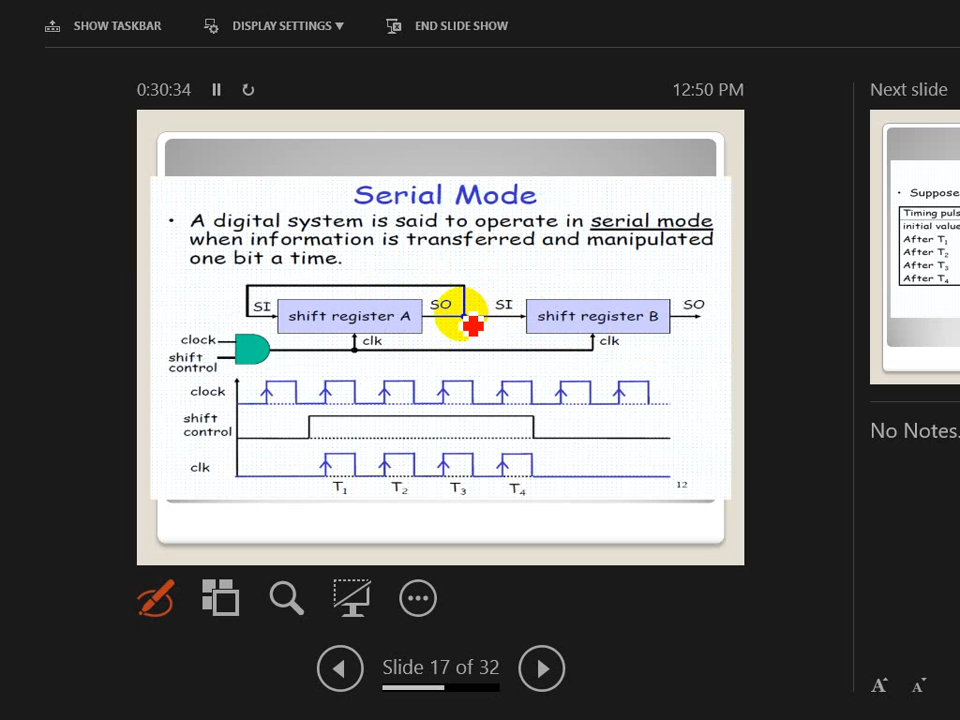 SHOW TASKBAR
DISPLAY SETTINGS ▼
END SLIDE SHOW
0:30:34
12:50 PM
Next slide
Serial Mode
• A digital system is said to operate in serial mode
when information is transferred and manipulated
one bit a time.
SI
shift register A
SO
SI
shift register B
SO
clock
shift
control
clk
clk
clock
shift
control
clk
T1
T2
T3
T4
12
• Suppose
Timing puls
initial value
After T1
After T2
After T3
After T4
No Notes.
Slide 17 of 32
A
A